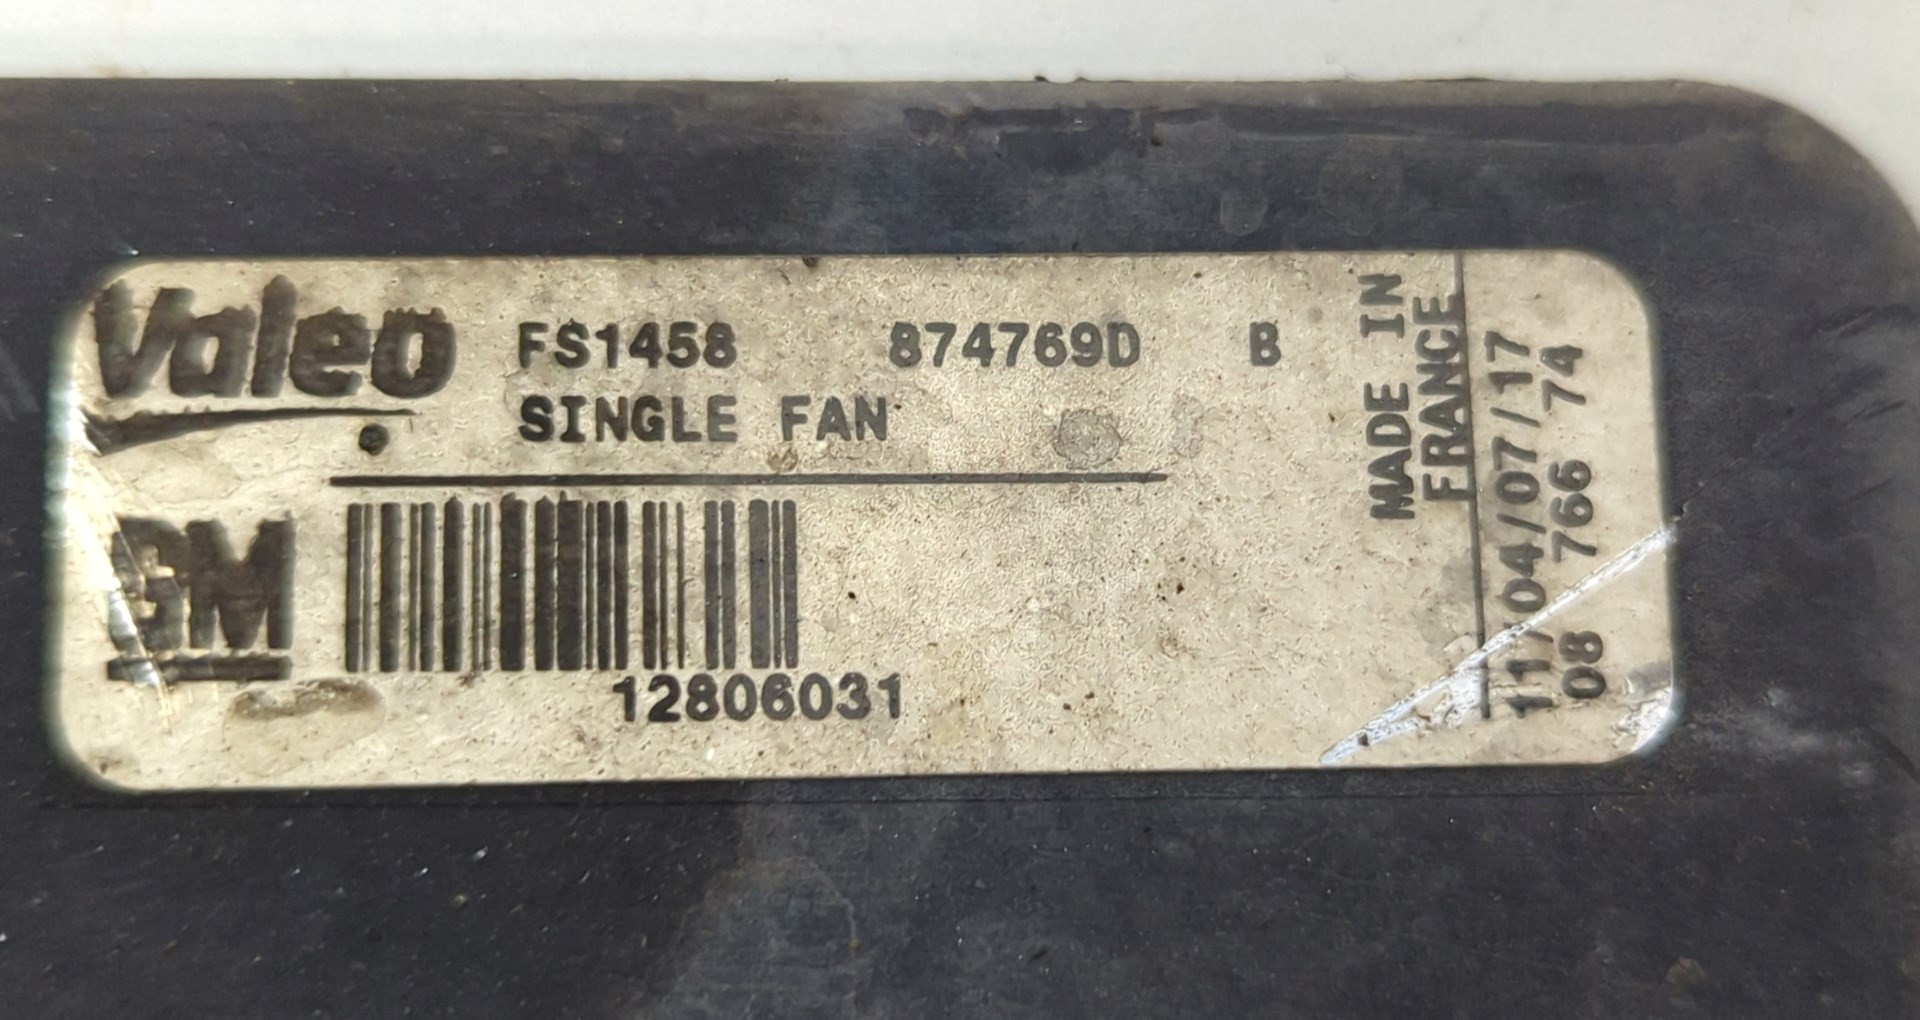 Valeo FS1458 874769D B
SINGLE FAN
GM
12806031
MADE IN
FRANCE
11/04/07/17
08 766 74